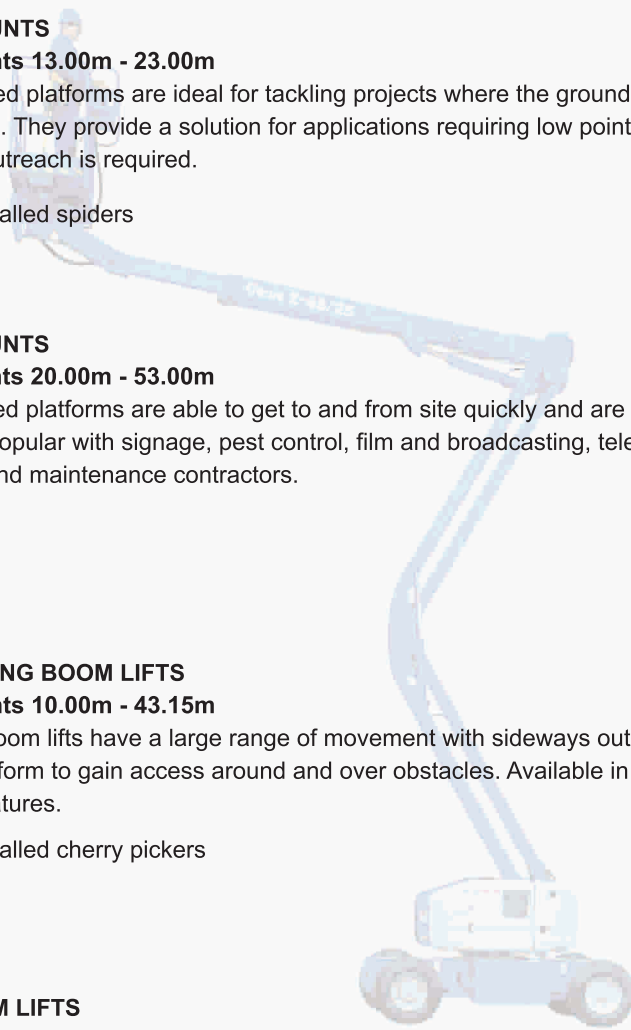 UNTS
nts 13.00m - 23.00m
ed platforms are ideal for tackling projects where the ground
. They provide a solution for applications requiring low point
utreach is required.
alled spiders
UNTS
nts 20.00m - 53.00m
ed platforms are able to get to and from site quickly and are
opular with signage, pest control, film and broadcasting, tele
nd maintenance contractors.
NG BOOM LIFTS
nts 10.00m - 43.15m
oom lifts have a large range of movement with sideways out
form to gain access around and over obstacles. Available in
atures.
alled cherry pickers
M LIFTS